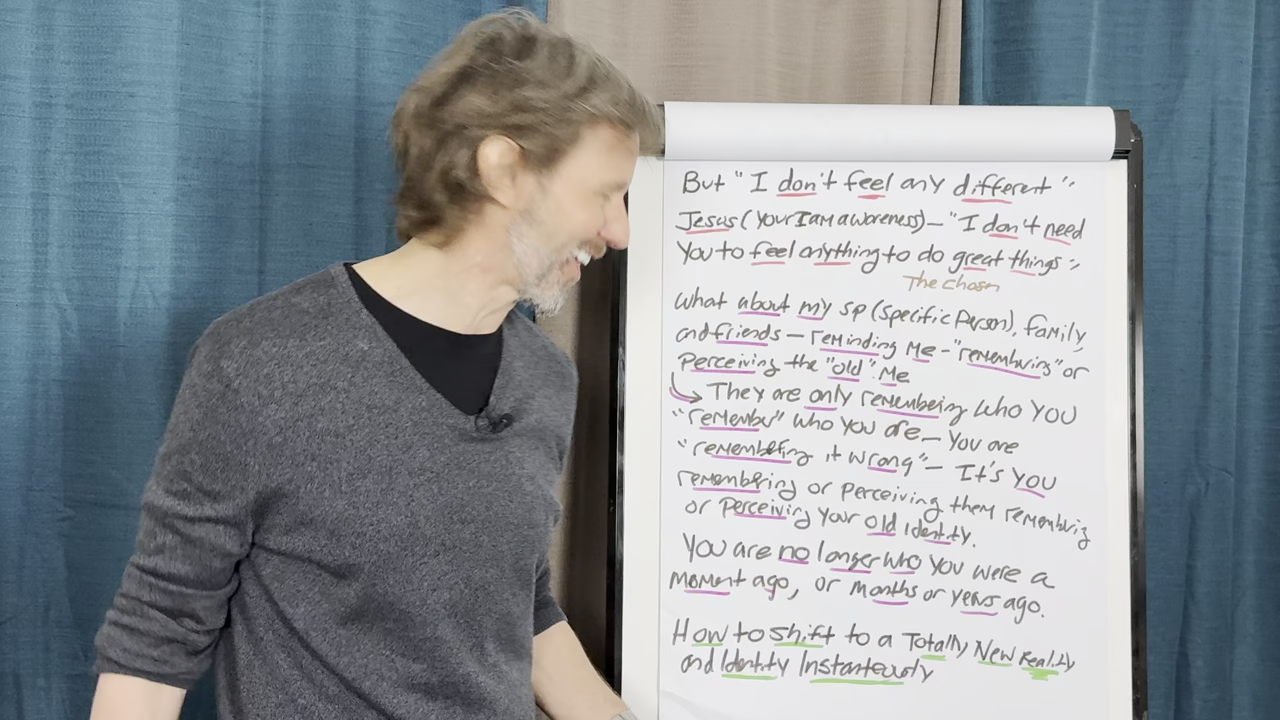 But "I don't feel any different".
Jesus (Your I am awareness) – "I don't need
You to feel anything to do great things."
The Chosen
What about my sp (Specific Person), family
and friends – reminding Me – "remembering" or
Perceiving the "old" Me
They are only remembering who YOU
"remember" who you are – You are
"remembering it wrong" – It's YOU
remembering or perceiving them remembering
or perceiving your old identity.
You are no longer who you were a
moment ago, or months or years ago.
How to shift to a Totally New Reality
and Identity Instanteously